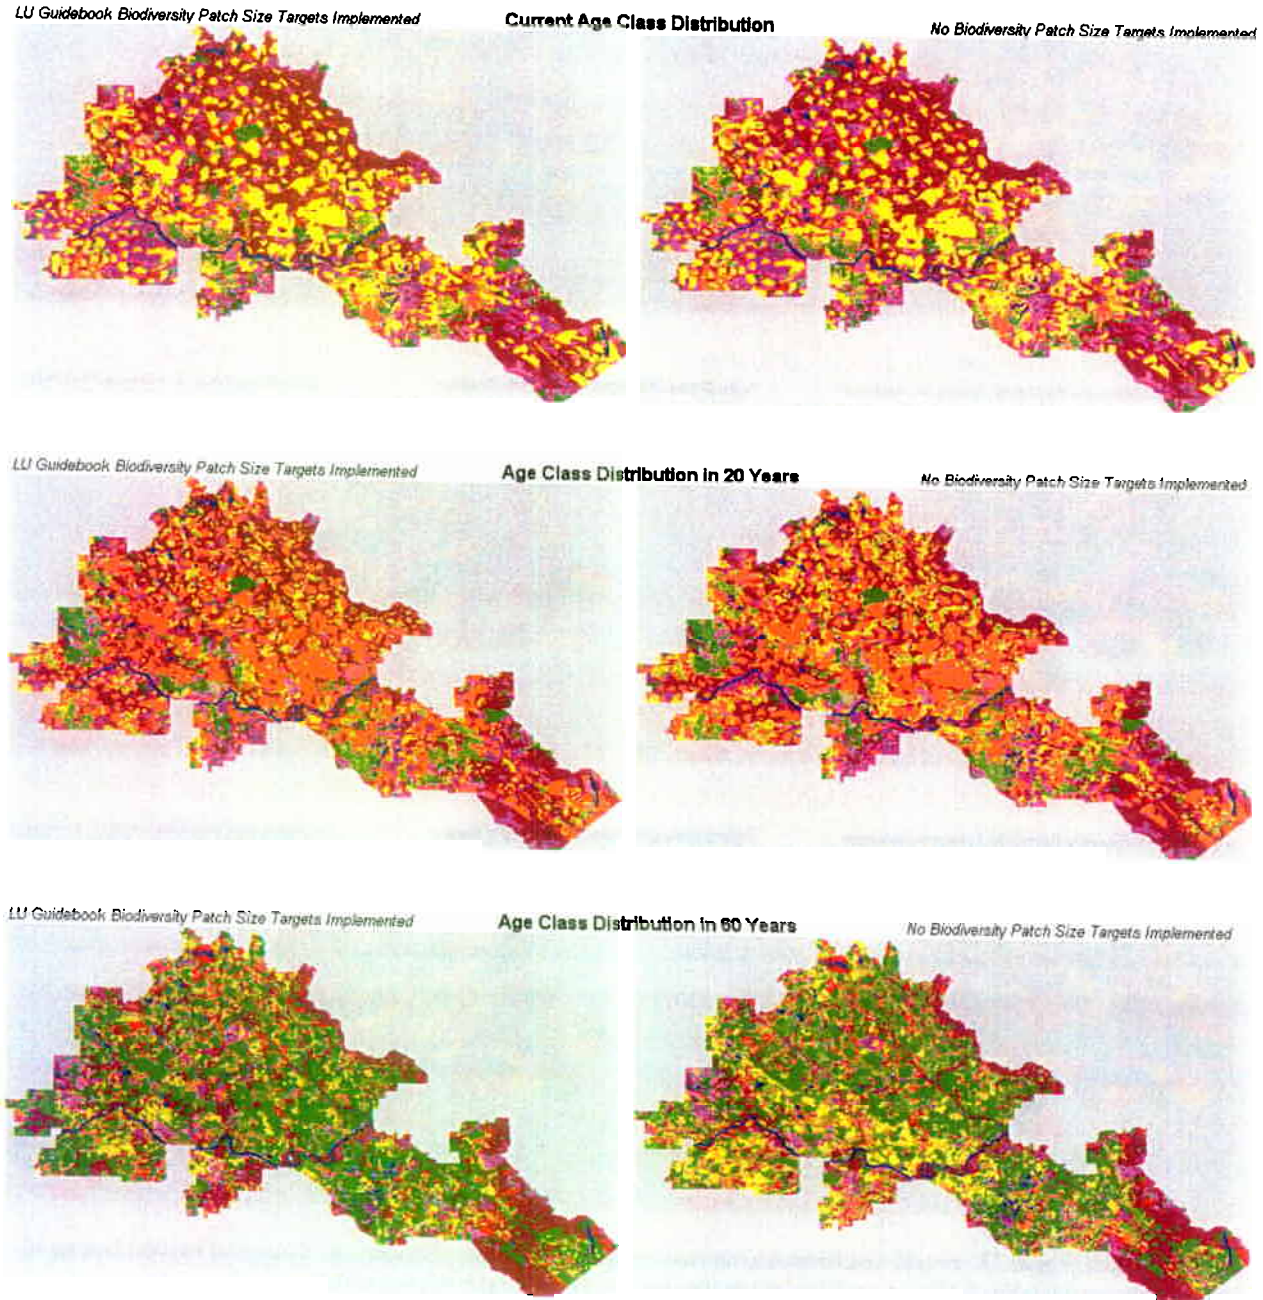 LU Guidebook Biodiversity Patch Size Targets Implemented
Current Age Class Distribution
No Biodiversity Patch Size Targets Implemented
LU Guidebook Biodiversity Patch Size Targets Implemented
Age Class Distribution in 20 Years
No Biodiversity Patch Size Targets Implemented
LU Guidebook Biodiversity Patch Size Targets Implemented
Age Class Distribution in 60 Years
No Biodiversity Patch Size Targets Implemented